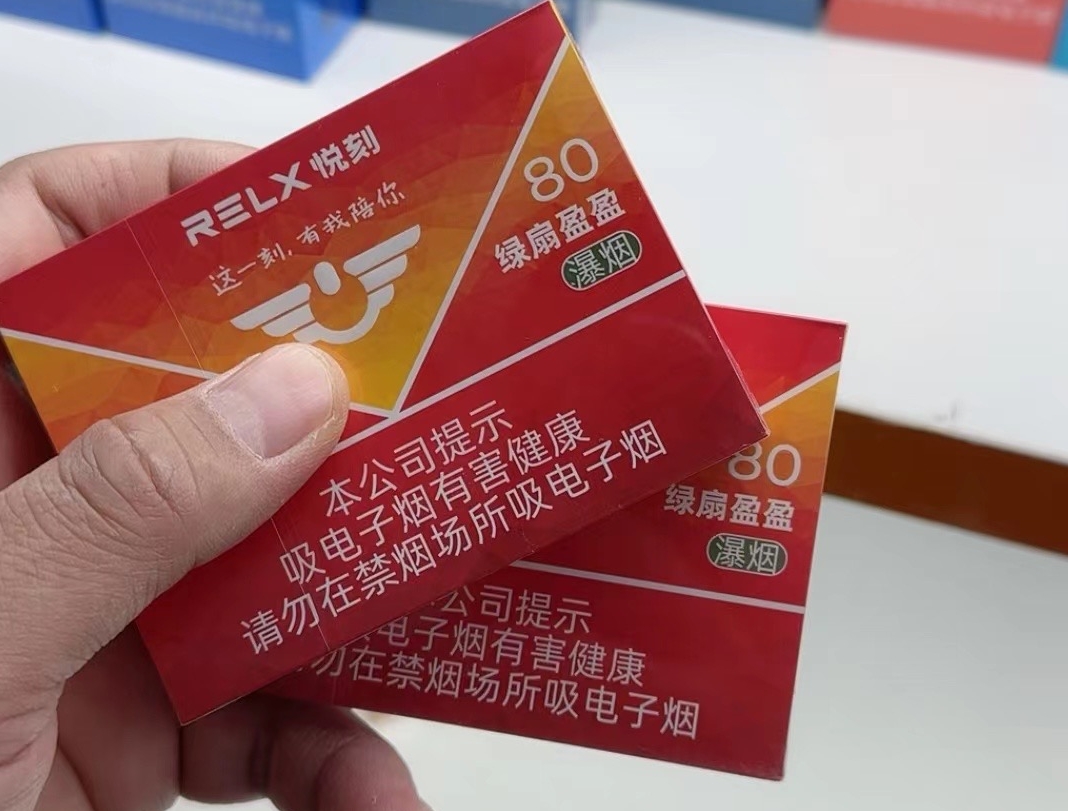 RELX 悦刻
这一刻,有我陪你
80
绿扇盈盈
瀑烟
本公司提示
吸电子烟有害健康
请勿在禁烟场所吸电子烟
80
绿扇盈盈
瀑烟
公司提示
电子烟有害健康
勿在禁烟场所吸电子烟